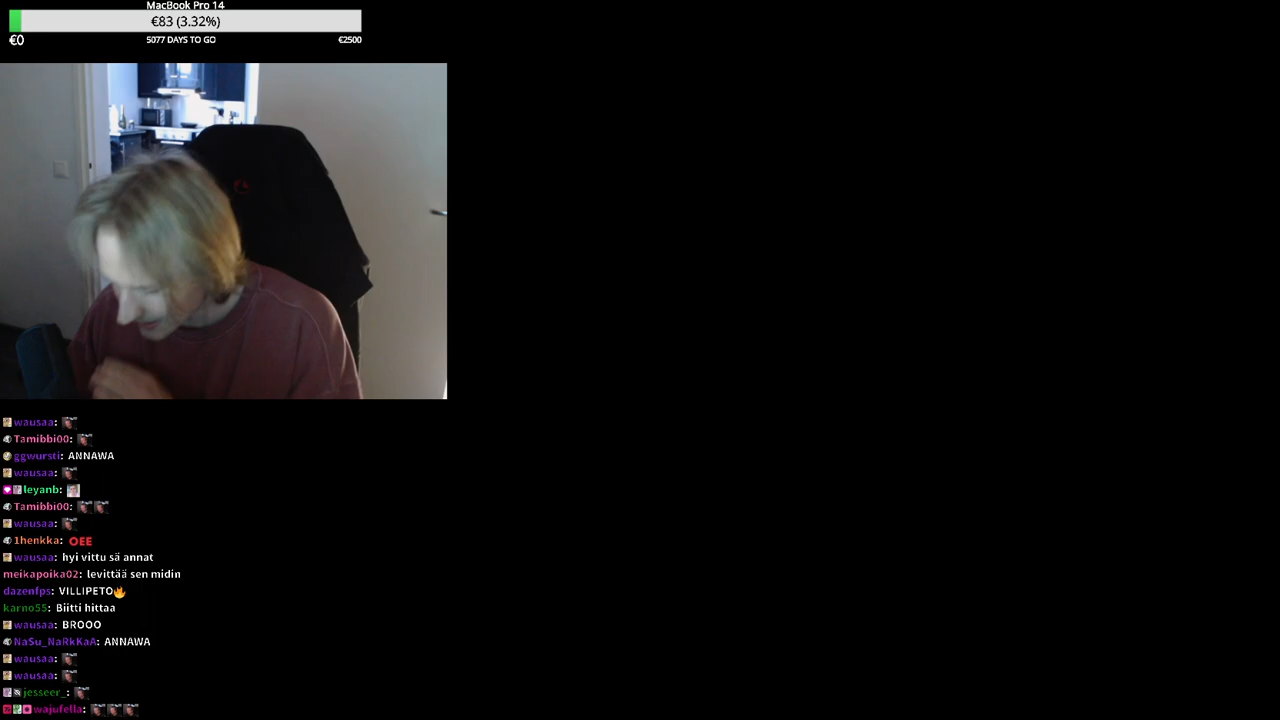 MacBook Pro 14
€83 (3.32%)
€0 5077 DAYS TO GO €2500
wausaa:
Tamibbi00:
ggwursti: ANNAWA
wausaa:
leyanb:
Tamibbi00:
wausaa:
1henkka: OEE
wausaa: hyi vittu sä annat
meikapoika02: levittää sen midin
dazenfps: VILLIPETO🔥
karno55: Biitti hittaa
wausaa: BROOO
NaSu_NaRkKaA: ANNAWA
wausaa:
wausaa:
jesseer_:
wajufella: